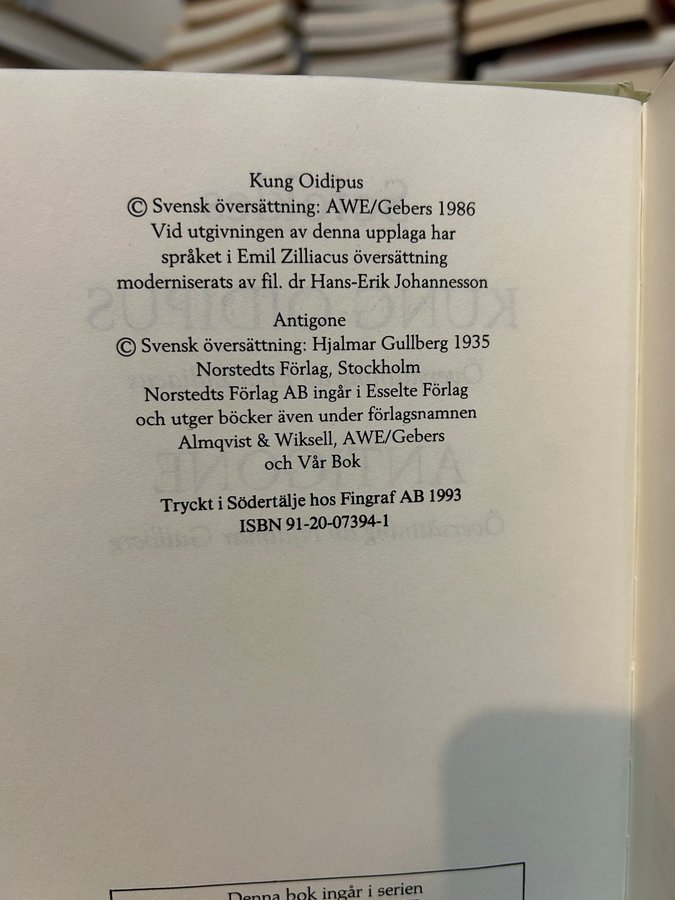 Kung Oidipus
© Svensk översättning: AWE/Gebers 1986
Vid utgivningen av denna upplaga har
språket i Emil Zilliacus översättning
moderniserats av fil. dr Hans-Erik Johannesson
Antigone
© Svensk översättning: Hjalmar Gullberg 1935
Norstedts Förlag, Stockholm
Norstedts Förlag AB ingår i Esselte Förlag
och utger böcker även under förlagsnamnen
Almqvist & Wiksell, AWE/Gebers
och Vår Bok
Tryckt i Södertälje hos Fingraf AB 1993
ISBN 91-20-07394-1
Denna bok ingår i serien